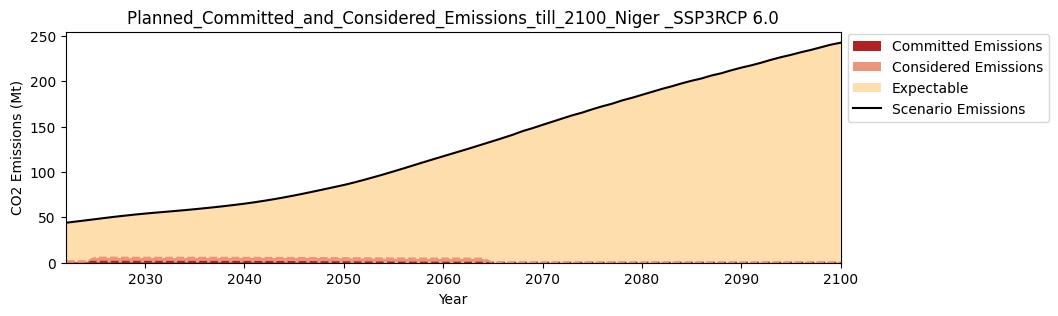 Planned_Committed_and_Considered_Emissions_till_2100_Niger _SSP3RCP 6.0
250
200
150
100
50
0
CO2 Emissions (Mt)
2030
2040
2050
2060
2070
2080
2090
2100
Year
Committed Emissions
Considered Emissions
Expectable
Scenario Emissions